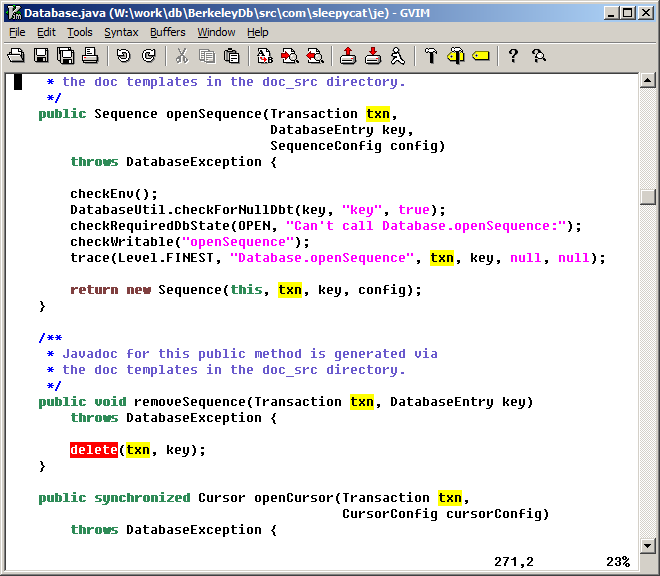 Database.java (W:\work\db\BerkeleyDb\src\com\sleepycat\je) - GVIM
File Edit Tools Syntax Buffers Window Help
* the doc templates in the doc_src directory.
*/
public Sequence openSequence(Transaction txn,
DatabaseEntry key,
SequenceConfig config)
throws DatabaseException {
checkEnv();
DatabaseUtil.checkForNullDbt(key, "key", true);
checkRequiredDbState(OPEN, "Can't call Database.openSequence:");
checkWritable("openSequence");
trace(Level.FINEST, "Database.openSequence", txn, key, null, null);
return new Sequence(this, txn, key, config);
}
/**
* Javadoc for this public method is generated via
* the doc templates in the doc_src directory.
*/
public void removeSequence(Transaction txn, DatabaseEntry key)
throws DatabaseException {
delete(txn, key);
}
public synchronized Cursor openCursor(Transaction txn,
CursorConfig cursorConfig)
throws DatabaseException {
271,2 23%